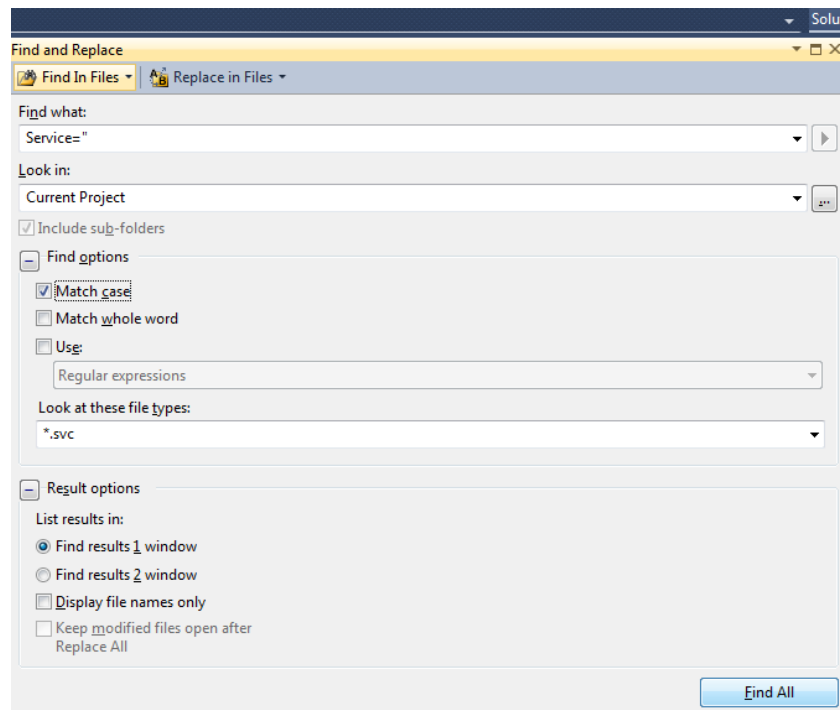 Solu
Find and Replace
Find In Files
Replace in Files
Find what:
Service="
Look in:
Current Project
...
Include sub-folders
Find options
Match case
Match whole word
Use:
Regular expressions
Look at these file types:
*.svc
Result options
List results in:
Find results 1 window
Find results 2 window
Display file names only
Keep modified files open after
Replace All
Find All